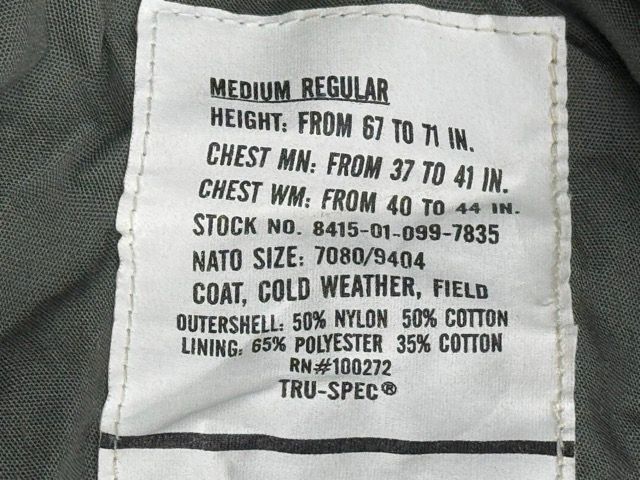 MEDIUM REGULAR
HEIGHT: FROM 67 TO 71 IN.
CHEST MN: FROM 37 TO 41 IN.
CHEST WM: FROM 40 TO 44 IN.
STOCK NO. 8415-01-099-7835
NATO SIZE: 7080/9404
COAT, COLD WEATHER, FIELD
OUTERSHELL: 50% NYLON 50% COTTON
LINING: 65% POLYESTER 35% COTTON
RN#100272
TRU-SPEC®